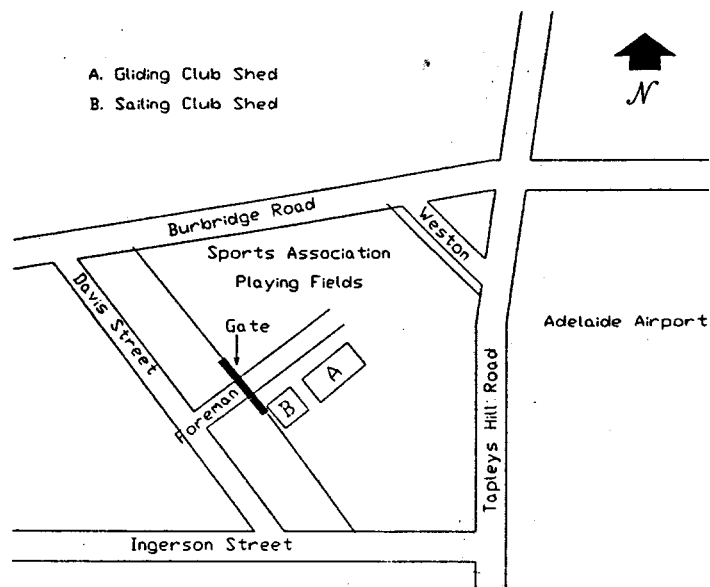 A. Gliding Club Shed
B. Sailing Club Shed
N
Burbridge Road
Weston
Sports Association
Playing Fields
Davis Street
Gate
Adelaide Airport
A
B
Foreman
Tapleys Hill Road
Ingerson Street